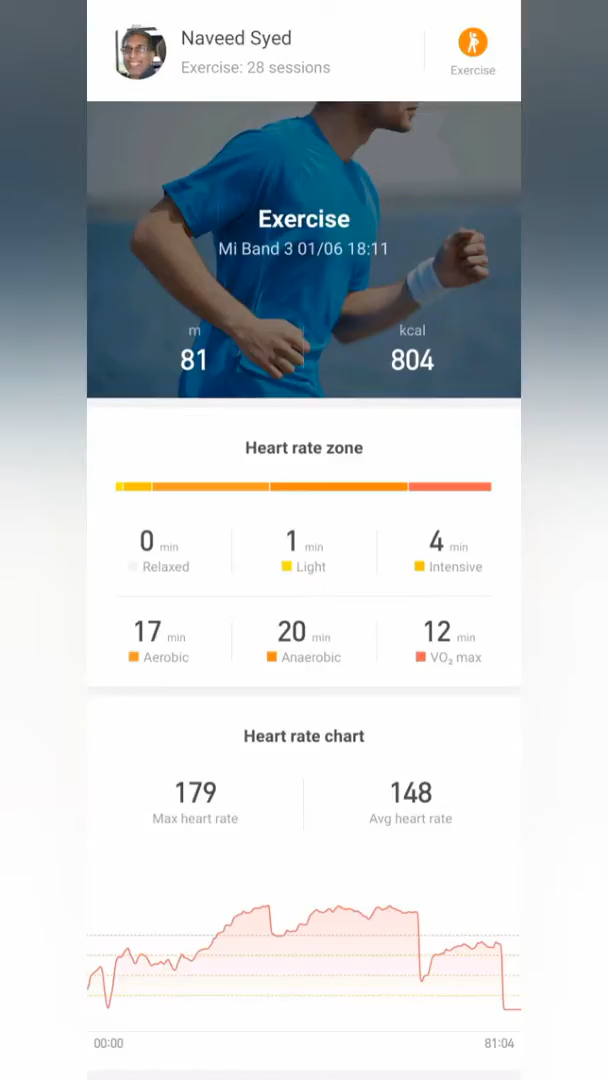 Naveed Syed
Exercise: 28 sessions
Exercise
Exercise
Mi Band 3 01/06 18:11
m kcal
81 804
Heart rate zone
0 min 1 min 4 min
Relaxed Light Intensive
17 min 20 min 12 min
Aerobic Anaerobic VO₂ max
Heart rate chart
179 148
Max heart rate Avg heart rate
00:00 81:04